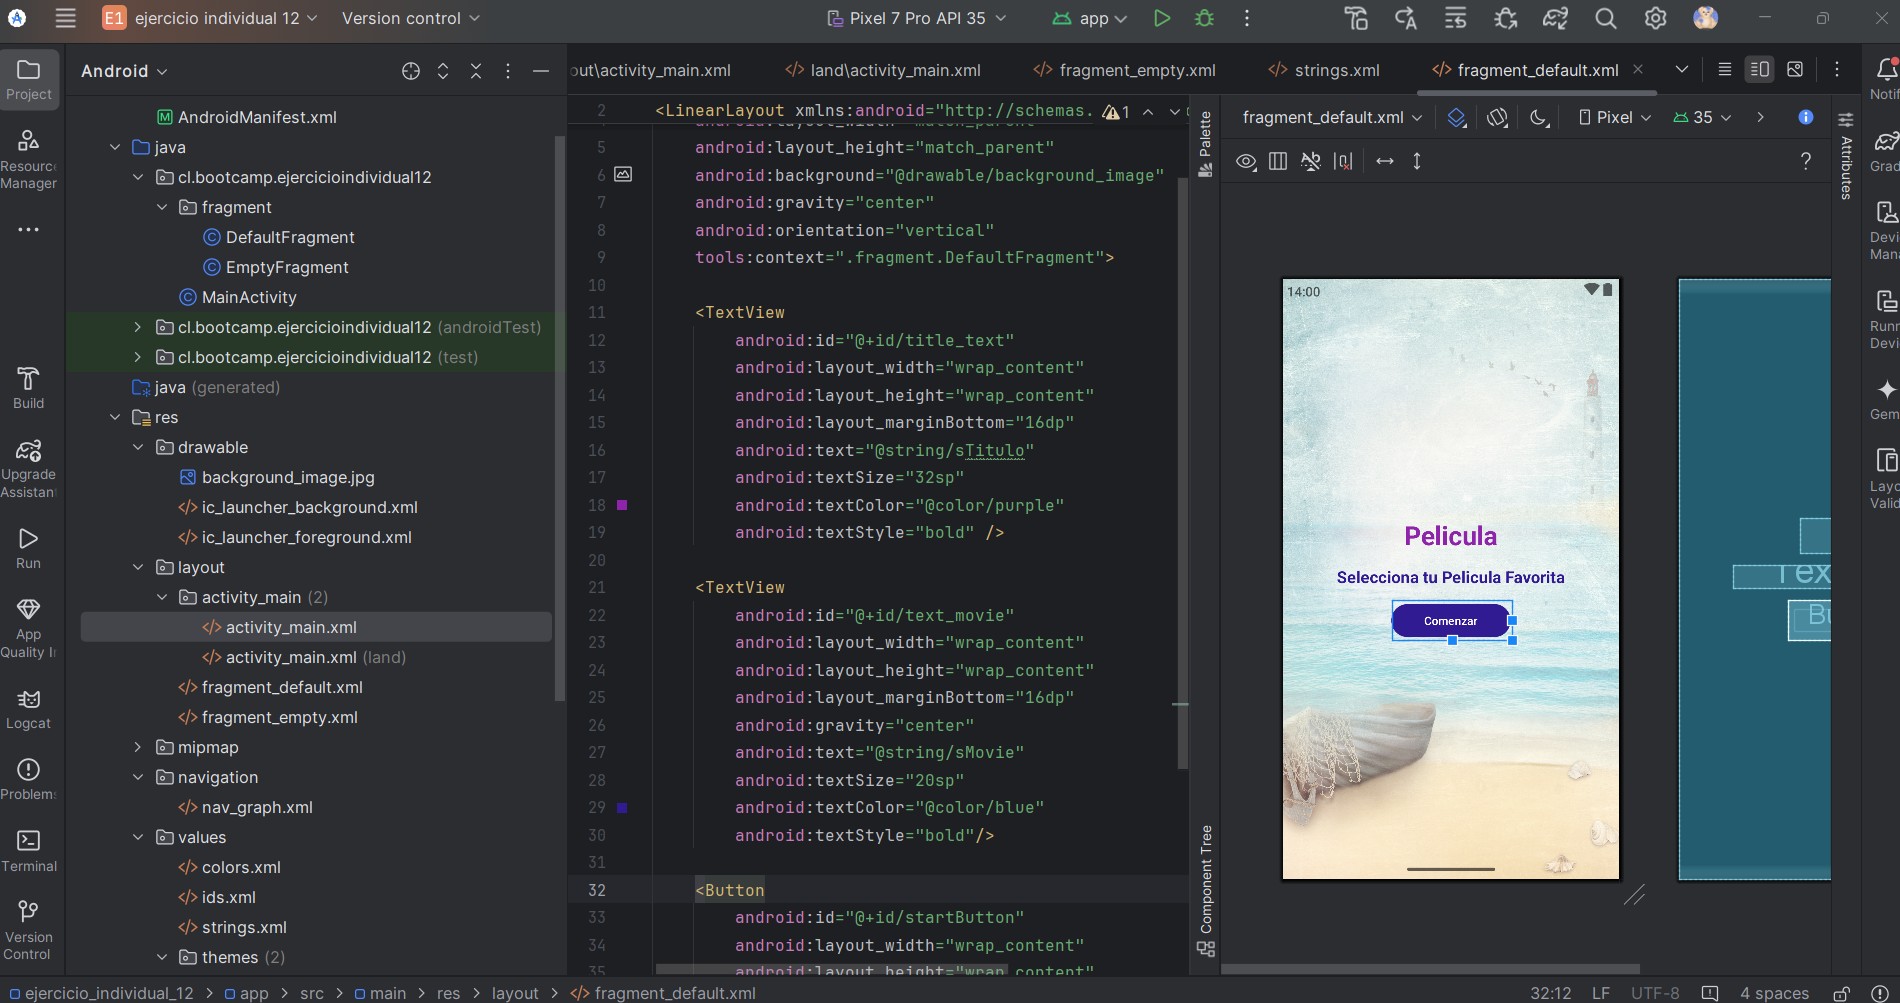 E1 ejercicio individual 12 Version control Pixel 7 Pro API 35 app
Project
Resource
Manager
Build
Upgrade
Assistan
Run
App
Quality I
Logcat
Problem
Terminal
Version
Control
Android
AndroidManifest.xml
java
cl.bootcamp.ejercicioindividual12
fragment
DefaultFragment
EmptyFragment
MainActivity
cl.bootcamp.ejercicioindividual12 (androidTest)
cl.bootcamp.ejercicioindividual12 (test)
java (generated)
res
drawable
background_image.jpg
ic_launcher_background.xml
ic_launcher_foreground.xml
layout
activity_main (2)
activity_main.xml
activity_main.xml (land)
fragment_default.xml
fragment_empty.xml
mipmap
navigation
nav_graph.xml
values
colors.xml
ids.xml
strings.xml
themes (2)
out\activity_main.xml land\activity_main.xml fragment_empty.xml strings.xml fragment_default.xml
2 <LinearLayout xmlns:android="http://schemas. 1
android:layout_width="match_parent"
5 android:layout_height="match_parent"
6 android:background="@drawable/background_image"
7 android:gravity="center"
8 android:orientation="vertical"
9 tools:context=".fragment.DefaultFragment">
10
11 <TextView
12 android:id="@+id/title_text"
13 android:layout_width="wrap_content"
14 android:layout_height="wrap_content"
15 android:layout_marginBottom="16dp"
16 android:text="@string/sTitulo"
17 android:textSize="32sp"
18 android:textColor="@color/purple"
19 android:textStyle="bold" />
20
21 <TextView
22 android:id="@+id/text_movie"
23 android:layout_width="wrap_content"
24 android:layout_height="wrap_content"
25 android:layout_marginBottom="16dp"
26 android:gravity="center"
27 android:text="@string/sMovie"
28 android:textSize="20sp"
29 android:textColor="@color/blue"
30 android:textStyle="bold"/>
31
32 <Button
33 android:id="@+id/startButton"
34 android:layout_width="wrap_content"
35 android:layout_height="wrap_content"
Palette
Component Tree
fragment_default.xml Pixel 35
?
14:00
Pelicula
Selecciona tu Pelicula Favorita
Comenzar
Tex
Bu
Attributes
Notif
Grad
Devi
Man
Runn
Devi
Gem
Layo
Valid
ejercicio_individual_12 > app > src > main > res > layout > fragment_default.xml 32:12 LF UTF-8 4 spaces